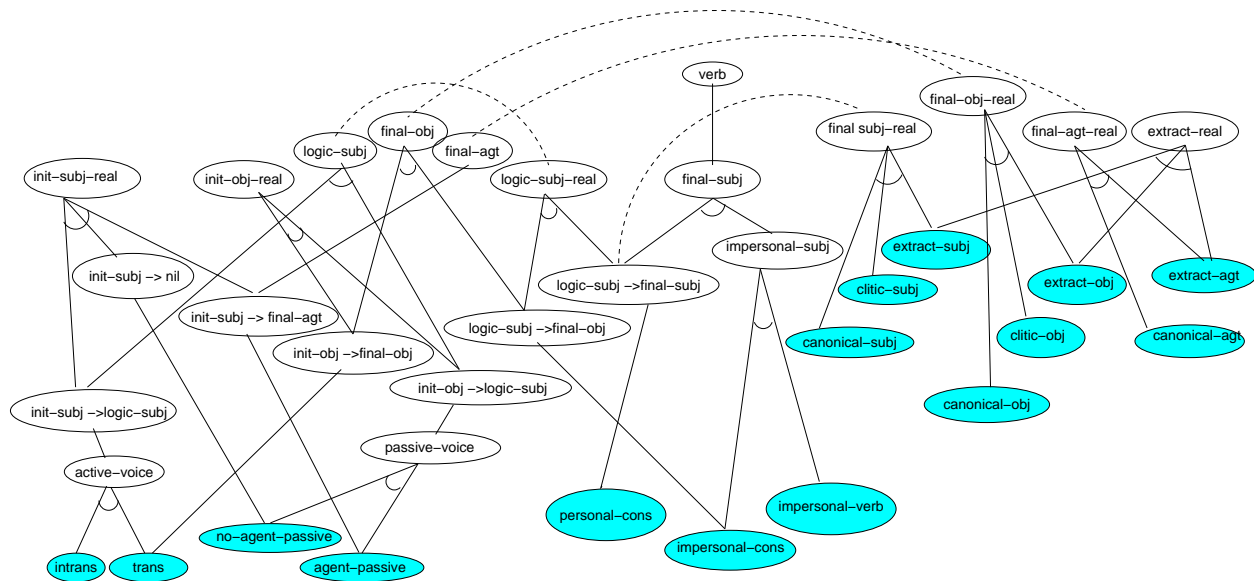 verb
final−obj−real
final−obj
final subj−real
final−agt−real
extract−real
logic−subj
final−agt
init−subj−real
init−obj−real
logic−subj−real
final−subj
impersonal−subj
extract−subj
init−subj −> nil
logic−subj −>final−subj
clitic−subj
extract−obj
extract−agt
init−subj −> final−agt
logic−subj −>final−obj
canonical−subj
clitic−obj
canonical−agt
init−obj −>final−obj
init−obj −>logic−subj
canonical−obj
init−subj −>logic−subj
passive−voice
active−voice
personal−cons
impersonal−verb
no−agent−passive
impersonal−cons
intrans
trans
agent−passive